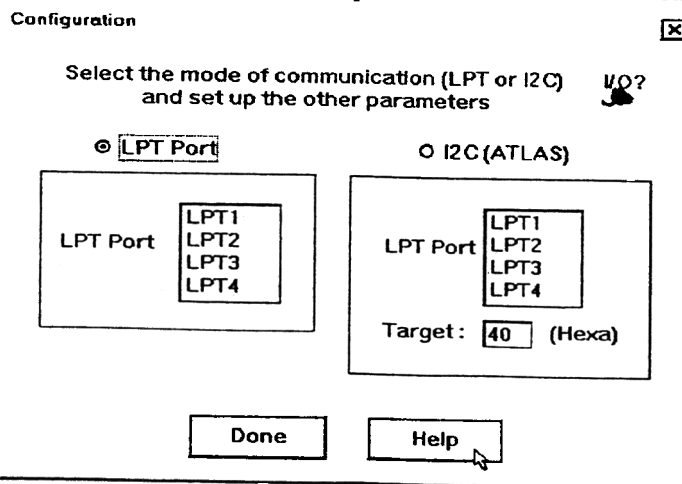 Configuration
Select the mode of communication (LPT or I2C)
and set up the other parameters
I/O?
LPT Port
I2C (ATLAS)
LPT Port
LPT1
LPT2
LPT3
LPT4
LPT Port
LPT1
LPT2
LPT3
LPT4
Target: 40 (Hexa)
Done
Help